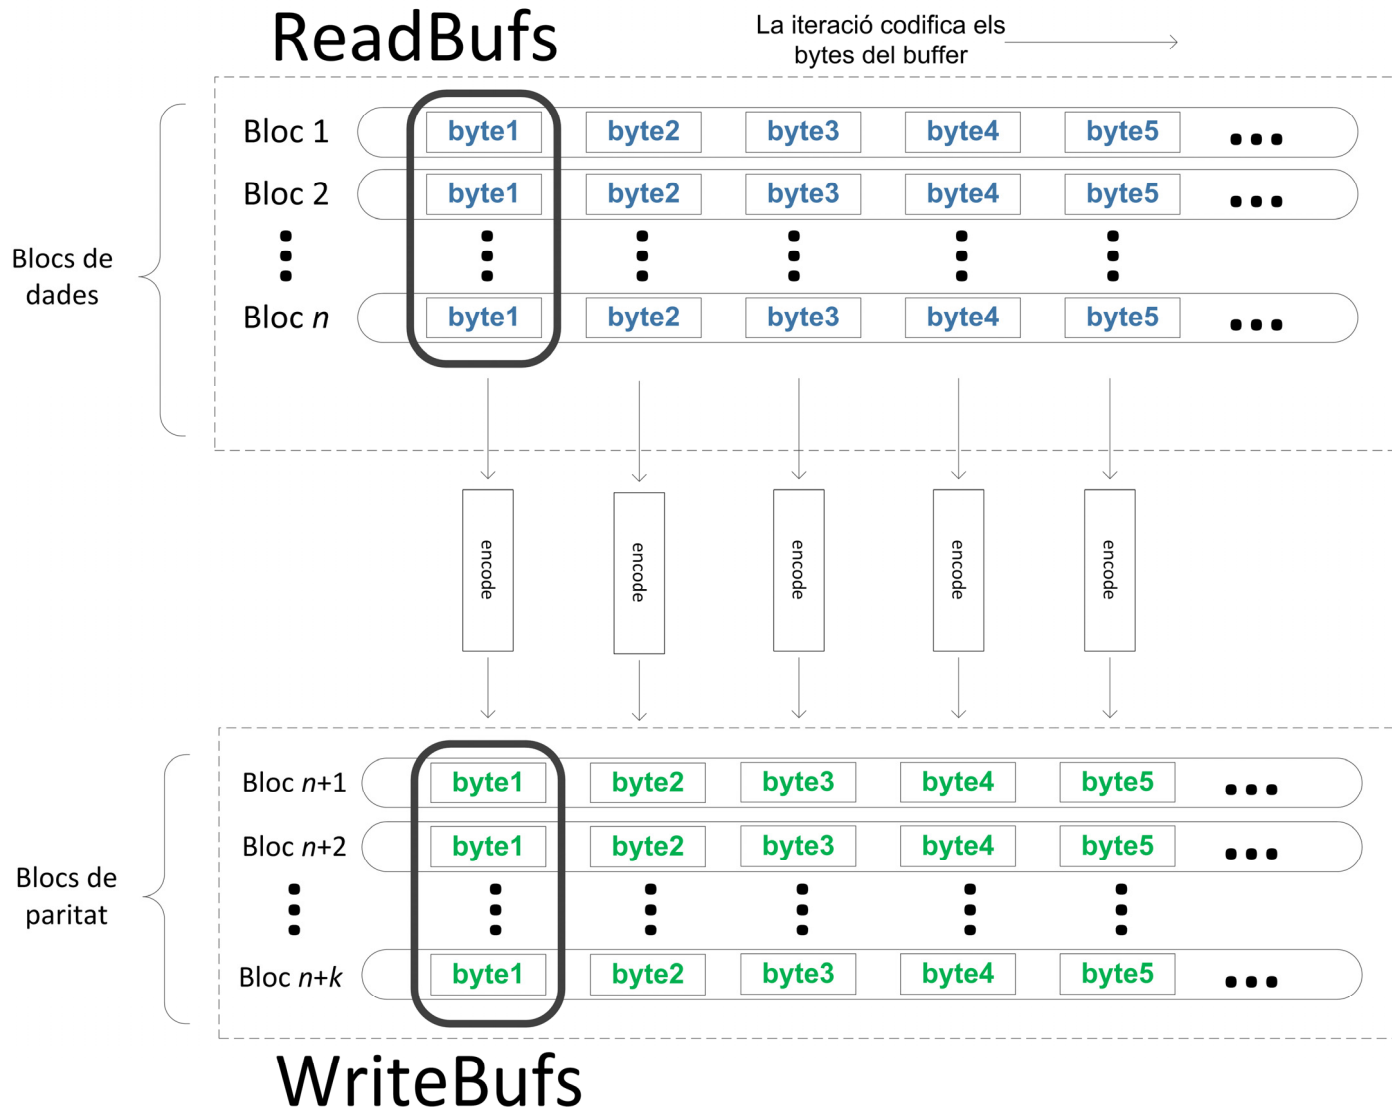 ReadBufs
La iteració codifica els
bytes del buffer
Bloc 1 byte1 byte2 byte3 byte4 byte5
Bloc 2 byte1 byte2 byte3 byte4 byte5
Blocs de
dades
Bloc n byte1 byte2 byte3 byte4 byte5
encode encode encode encode encode
Bloc n+1 byte1 byte2 byte3 byte4 byte5
Bloc n+2 byte1 byte2 byte3 byte4 byte5
Blocs de
paritat
Bloc n+k byte1 byte2 byte3 byte4 byte5
WriteBufs